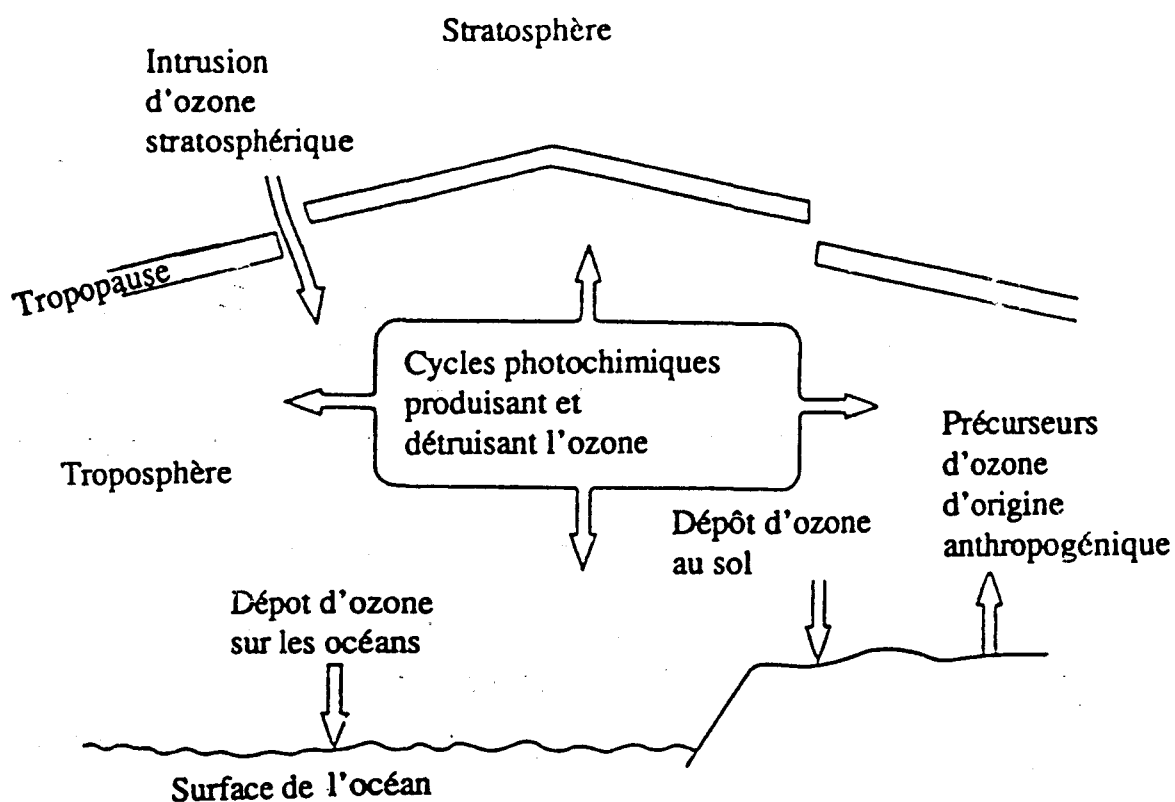 Stratosphère
Intrusion
d'ozone
stratosphérique
Tropopause
Cycles photochimiques
produisant et
détruisant l'ozone
Troposphère
Précurseurs
d'ozone
d'origine
anthropogénique
Dépôt d'ozone
au sol
Dépot d'ozone
sur les océans
Surface de l'océan